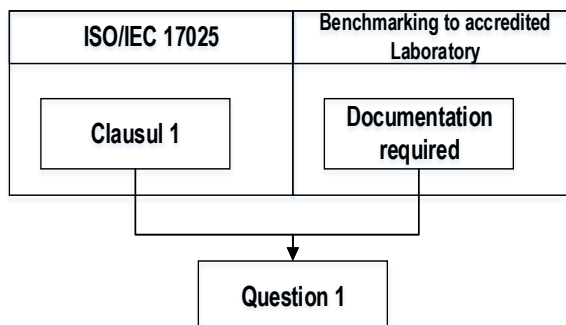 ISO/IEC 17025
Benchmarking to accredited
Laboratory
Clausul 1
Documentation
required
Question 1